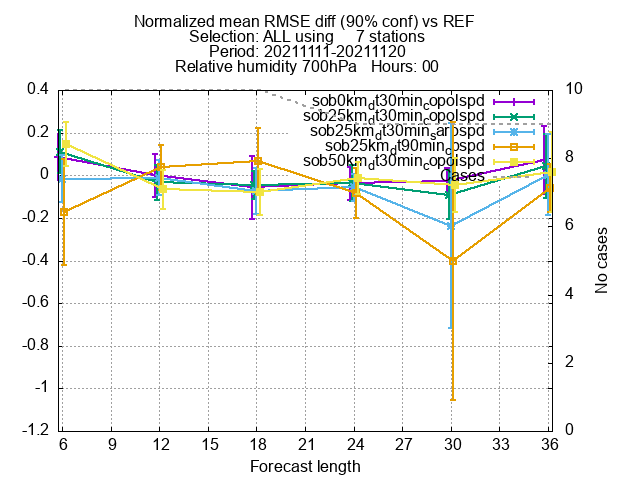 Normalized mean RMSE diff (90% conf) vs REF
Selection: ALL using 7 stations
Period: 20211111-20211120
Relative humidity 700hPa Hours: 00
0.4
0.2
0
-0.2
-0.4
-0.6
-0.8
-1
-1.2
10
8
6
4
2
0
sob0km_dt30min_copolspd
sob25km_dt30min_copolspd
sob25km_dt30min_sanspd
Cases
No cases
6 9 12 15 18 21 24 27 30 33 36
Forecast length